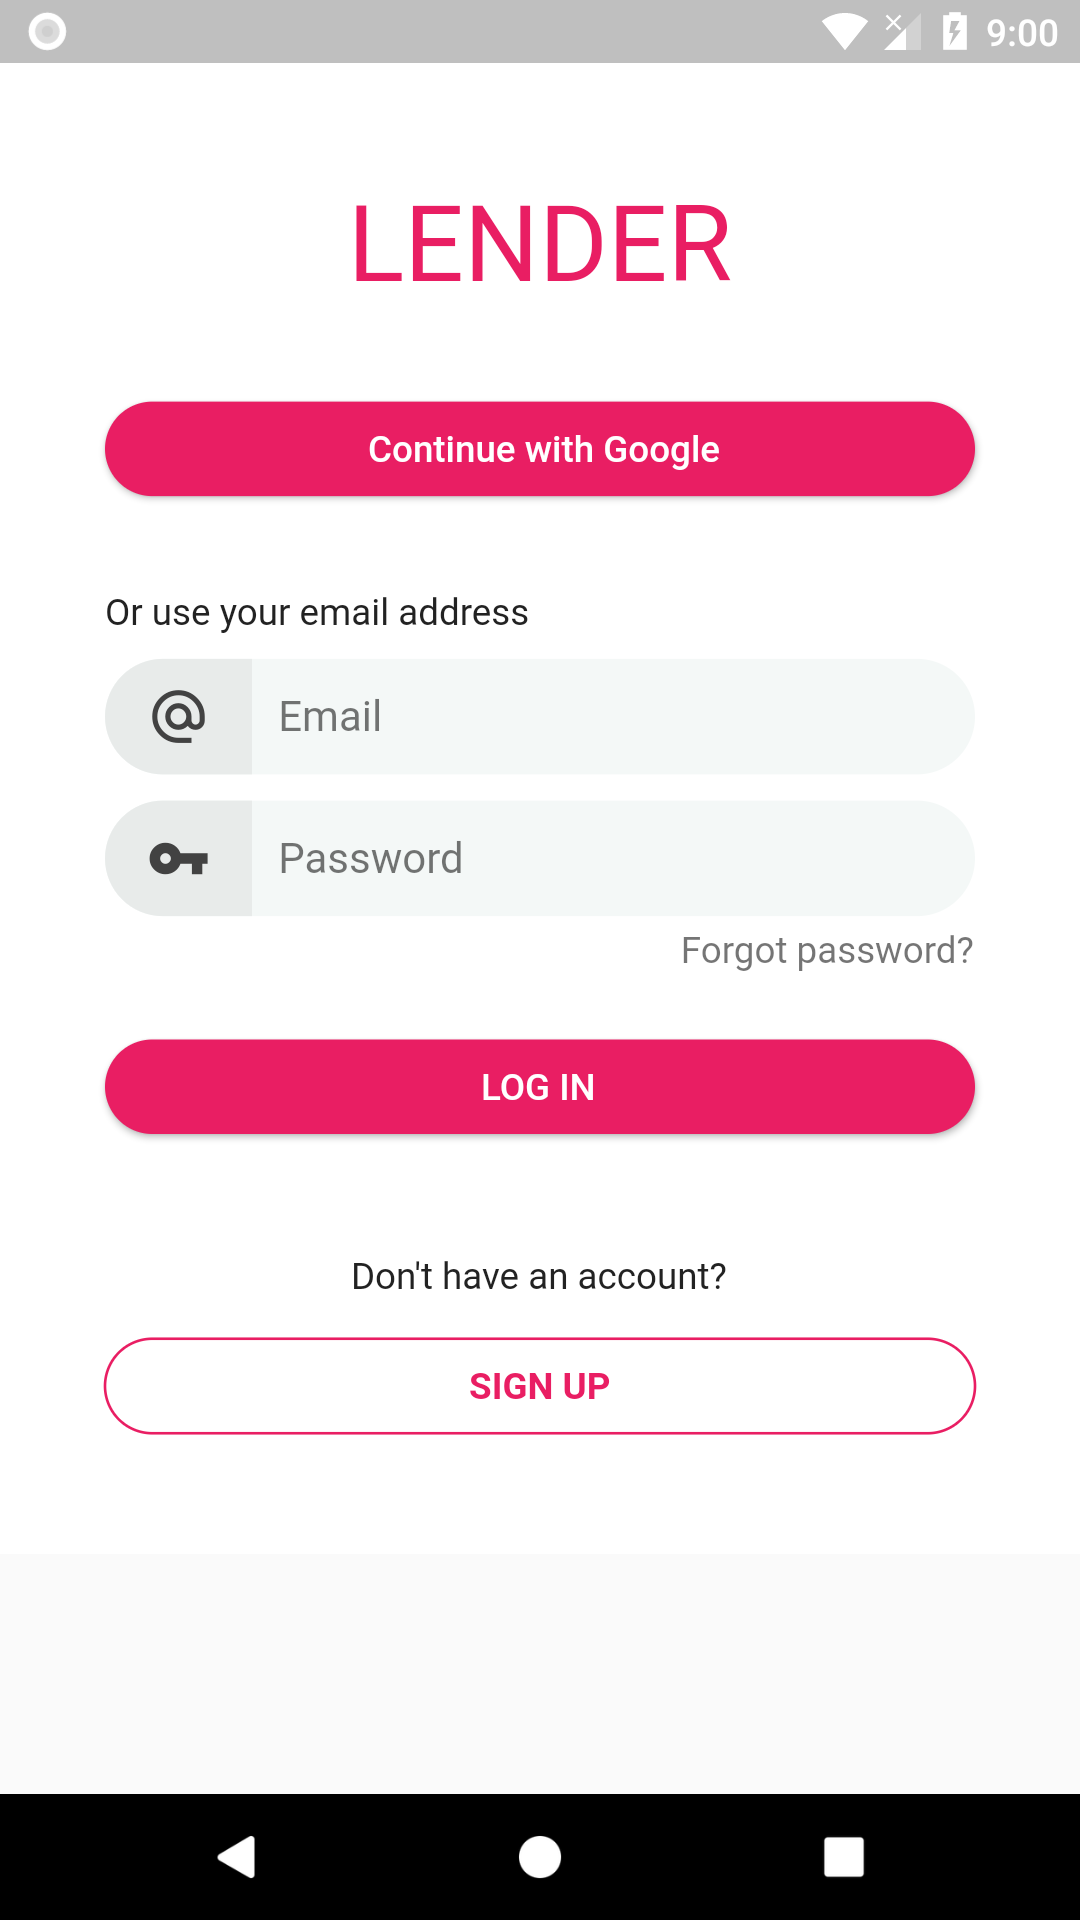 9:00
LENDER
Continue with Google
Or use your email address
Email
Password
Forgot password?
LOG IN
Don't have an account?
SIGN UP